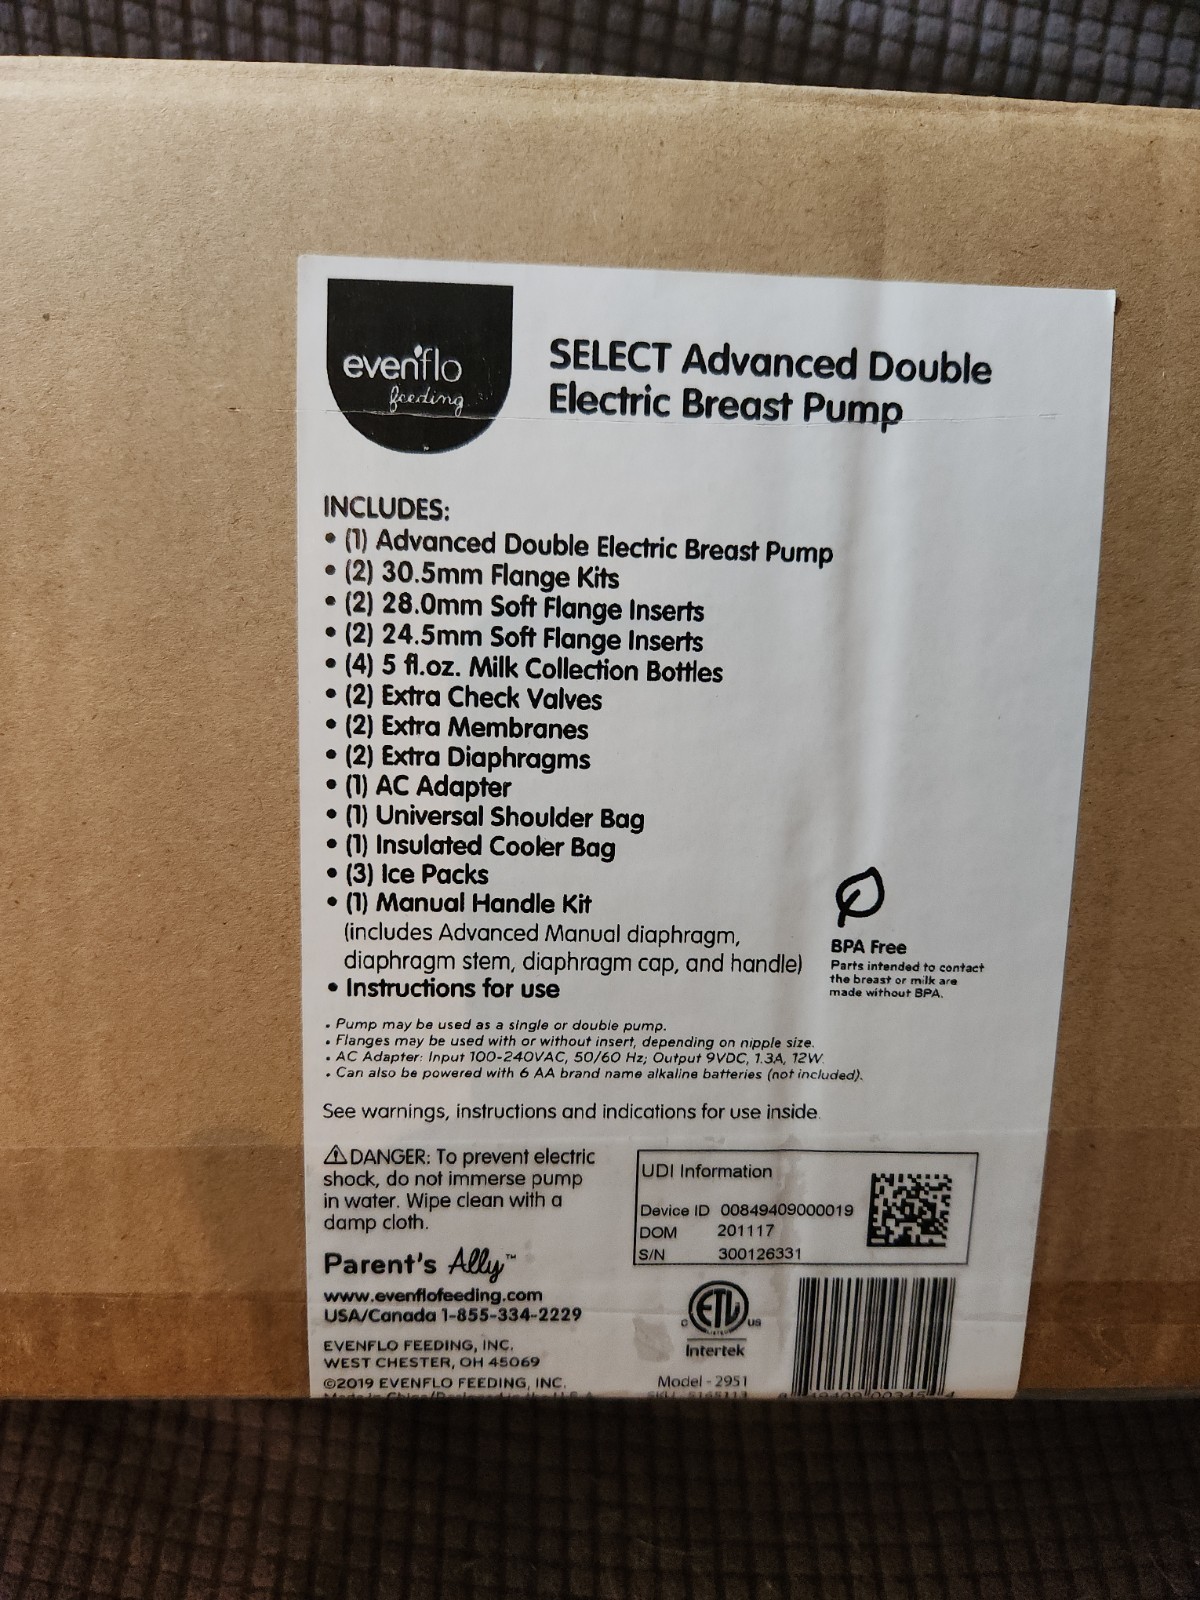 evenflo
feeding
SELECT Advanced Double
Electric Breast Pump
INCLUDES:
• (1) Advanced Double Electric Breast Pump
• (2) 30.5mm Flange Kits
• (2) 28.0mm Soft Flange Inserts
• (2) 24.5mm Soft Flange Inserts
• (4) 5 fl.oz. Milk Collection Bottles
• (2) Extra Check Valves
• (2) Extra Membranes
• (2) Extra Diaphragms
• (1) AC Adapter
• (1) Universal Shoulder Bag
• (1) Insulated Cooler Bag
• (3) Ice Packs
• (1) Manual Handle Kit
(includes Advanced Manual diaphragm,
diaphragm stem, diaphragm cap, and handle)
• Instructions for use
BPA Free
Parts intended to contact
the breast or milk are
made without BPA.
• Pump may be used as a single or double pump.
• Flanges may be used with or without insert, depending on nipple size.
• AC Adapter: Input 100-240VAC, 50/60 Hz; Output 9VDC, 1.3A, 12W.
• Can also be powered with 6 AA brand name alkaline batteries (not included).
See warnings, instructions and indications for use inside.
⚠DANGER: To prevent electric
shock, do not immerse pump
in water. Wipe clean with a
damp cloth.
UDI Information
Device ID 00849409000019
DOM 201117
S/N 300126331
Parent's Ally™
www.evenflofeeding.com
USA/Canada 1-855-334-2229
EVENFLO FEEDING, INC.
WEST CHESTER, OH 45069
©2019 EVENFLO FEEDING, INC.
Made in China/Designed in the U.S.A.
ETL
LISTED
C US
Intertek
Model - 2951
SKU